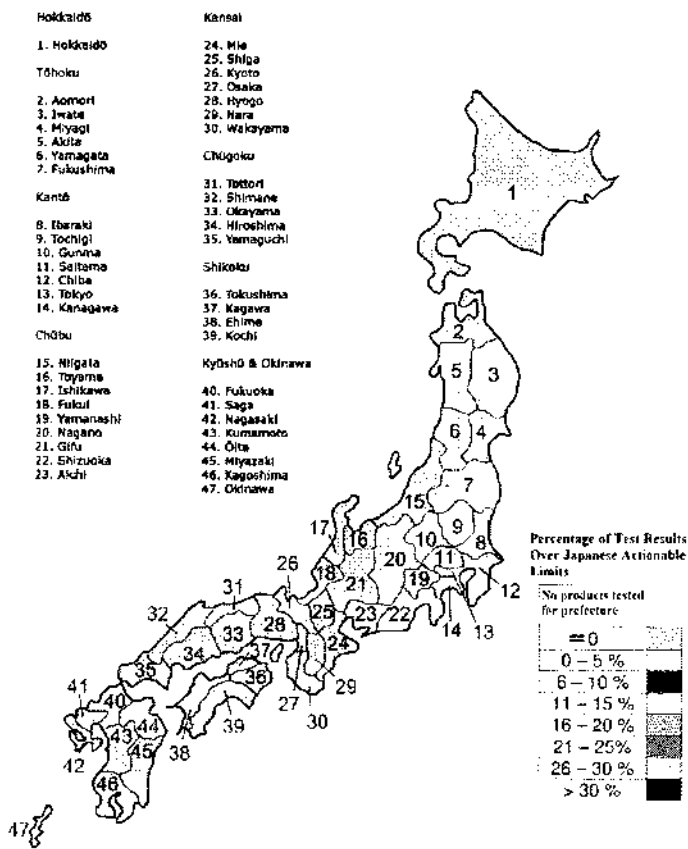 Hokkaidō
1. Hokkaidō
Tōhoku
2. Aomori
3. Iwate
4. Miyagi
5. Akita
6. Yamagata
7. Fukushima
Kantō
8. Ibaraki
9. Tochigi
10. Gunma
11. Saitama
12. Chiba
13. Tokyo
14. Kanagawa
Chūbu
15. Niigata
16. Toyama
17. Ishikawa
18. Fukui
19. Yamanashi
20. Nagano
21. Gifu
22. Shizuoka
23. Aichi
Kansai
24. Mie
25. Shiga
26. Kyoto
27. Osaka
28. Hyogo
29. Nara
30. Wakayama
Chūgoku
31. Tottori
32. Shimane
33. Okayama
34. Hiroshima
35. Yamaguchi
Shikoku
36. Tokushima
37. Kagawa
38. Ehime
39. Kochi
Kyūshū & Okinawa
40. Fukuoka
41. Saga
42. Nagasaki
43. Kumamoto
44. Ōita
45. Miyazaki
46. Kagoshima
47. Okinawa
1
2
5
3
6
4
7
15
9
17
16
10
8
20
11
26
18
21
19
12
31
25
23
22
14
13
32
33
28
24
34
37
35
36
29
41
40
27
30
39
44
38
43
45
42
46
47
Percentage of Test Results
Over Japanese Actionable
Limits
No products tested
for prefecture
= 0
0 – 5 %
6 – 10 %
11 – 15 %
16 – 20 %
21 – 25%
26 – 30 %
> 30 %